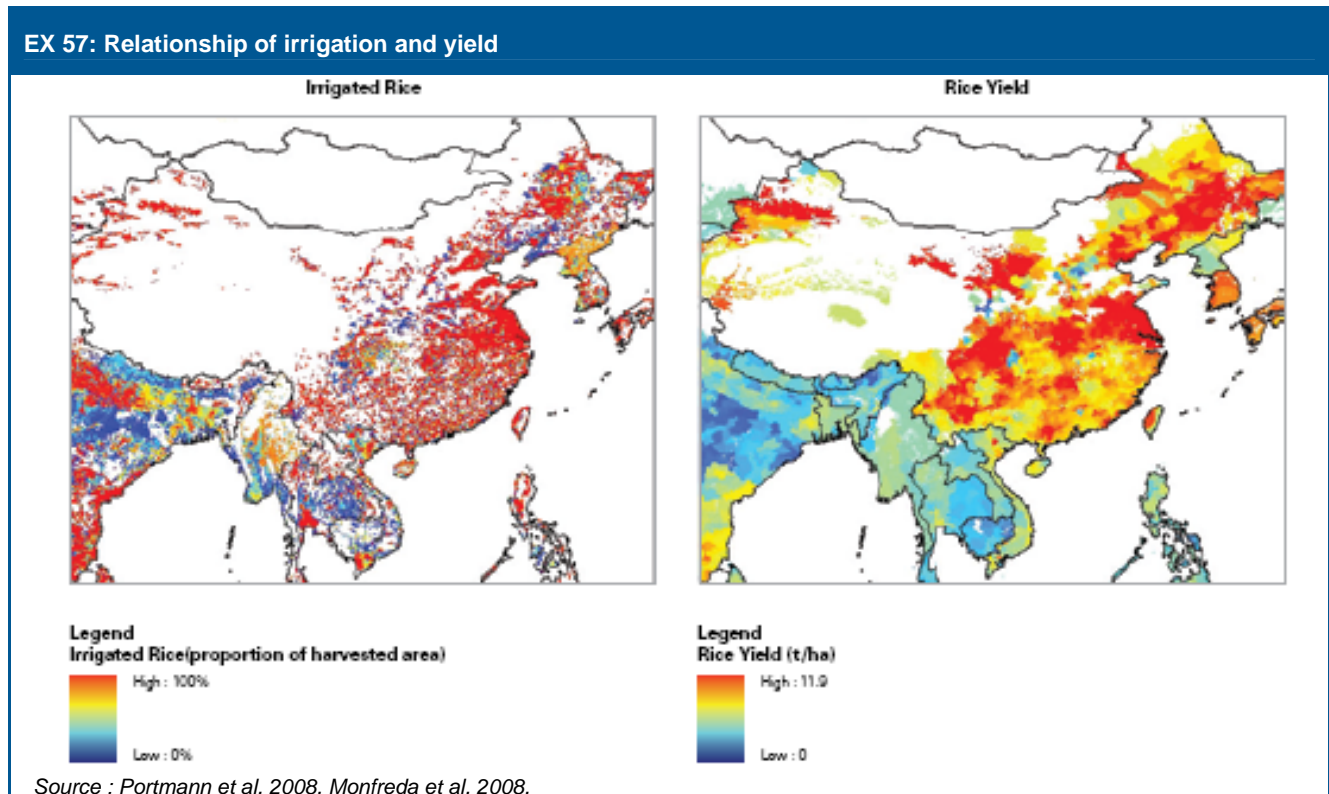 EX 57: Relationship of irrigation and yield
Irrigated Rice
Rice Yield
Legend
Irrigated Rice(proportion of harvested area)
High : 100%
Low : 0%
Legend
Rice Yield (t/ha)
High : 11.9
Low : 0
Source : Portmann et al. 2008, Monfreda et al. 2008.